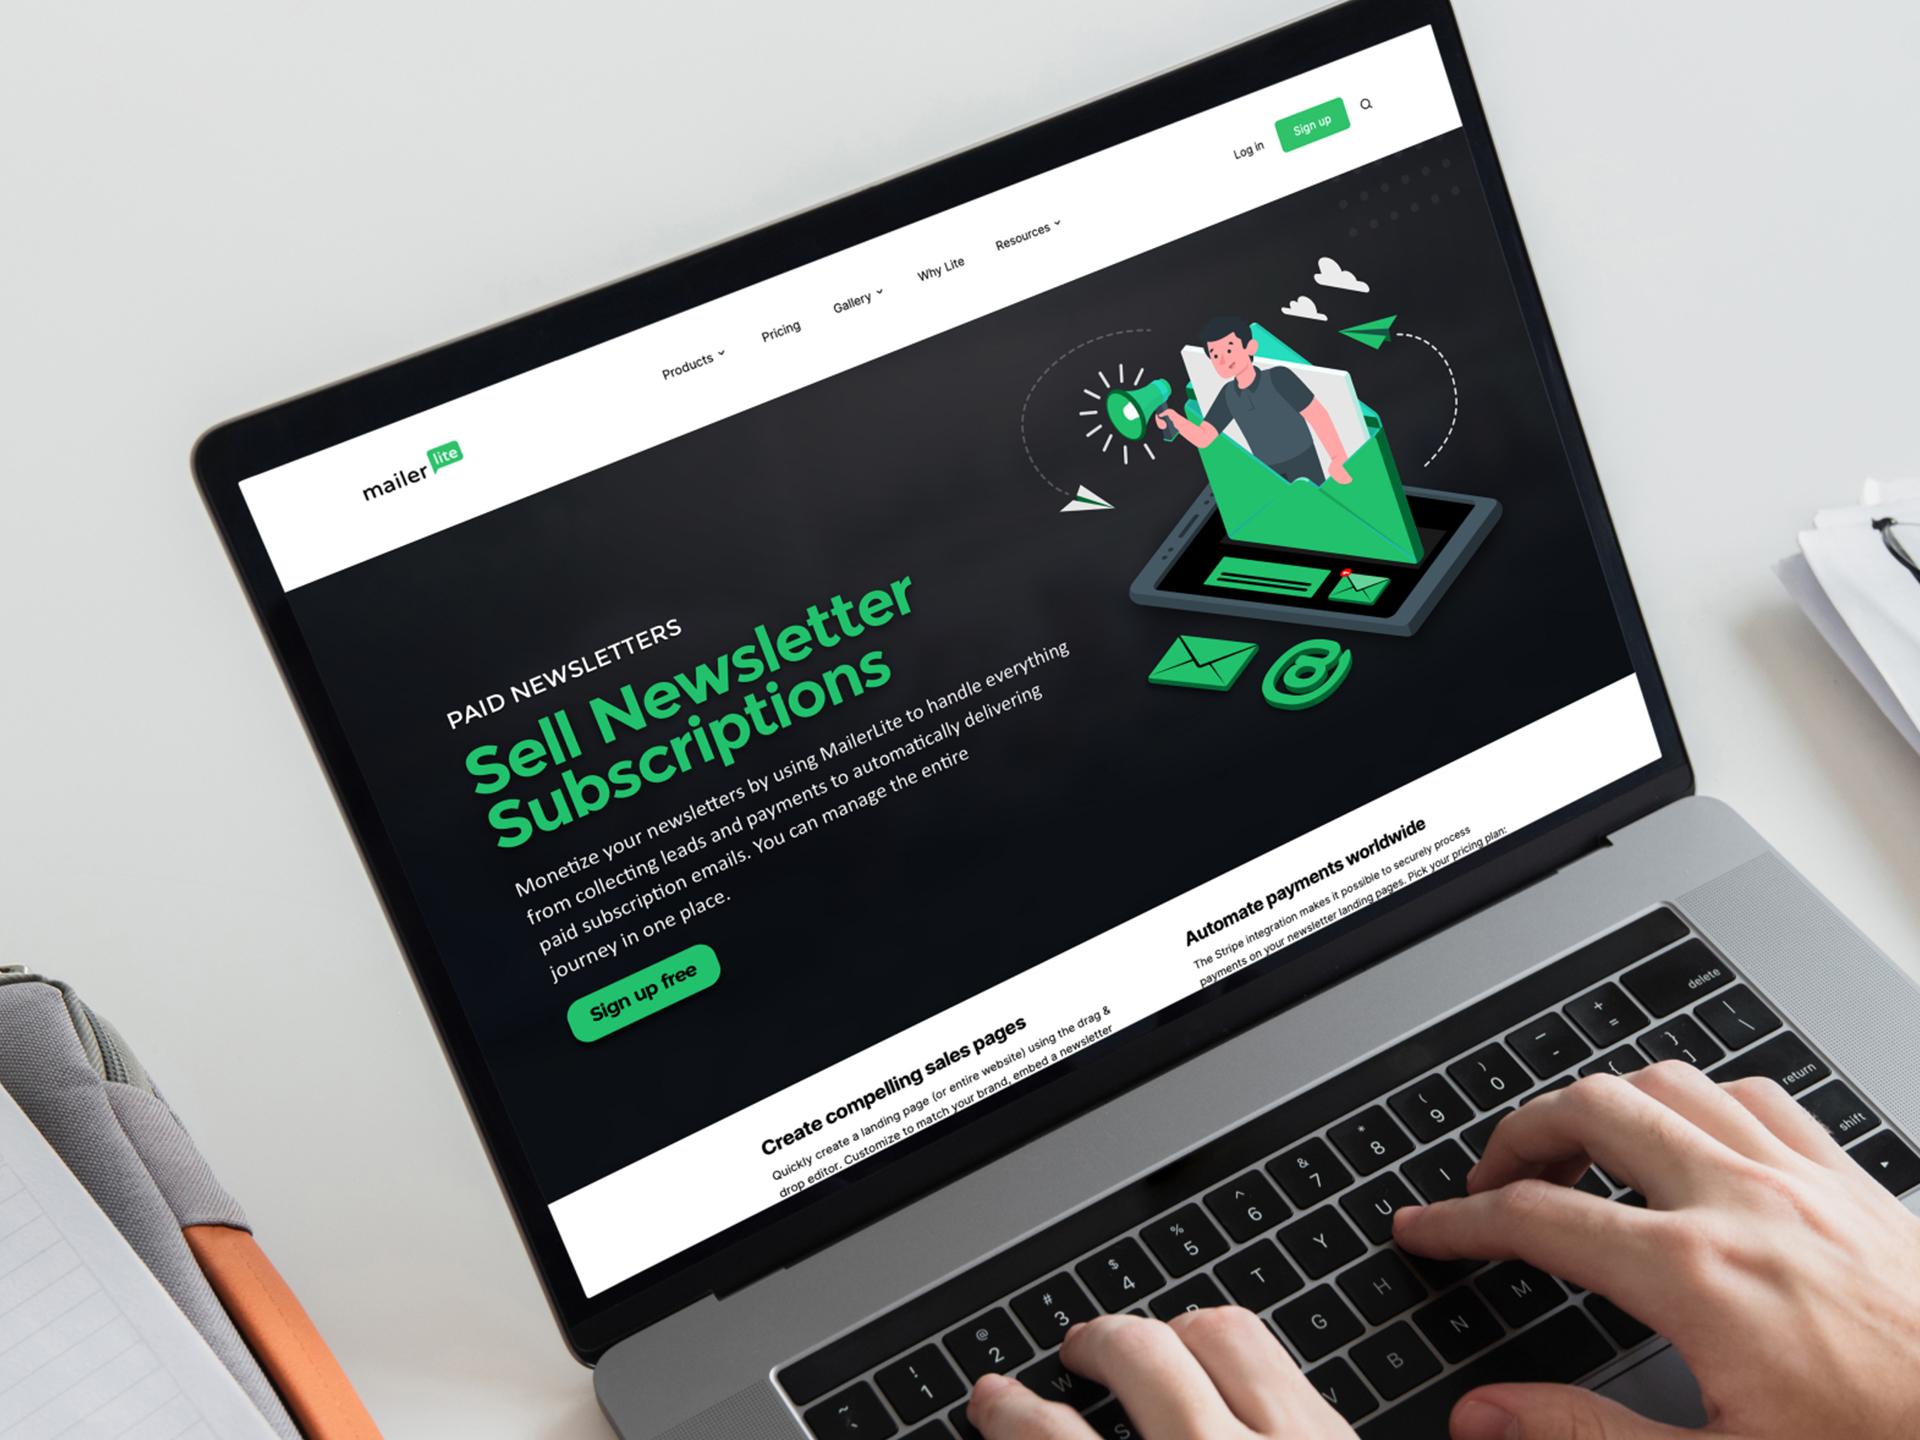 mailer lite
Products
Pricing
Gallery
Why Lite
Resources
Log in
Sign up
PAID NEWSLETTERS
Sell Newsletter
Subscriptions
Monetize your newsletters by using MailerLite to handle everything
from collecting leads and payments to automatically delivering
paid subscription emails. You can manage the entire
journey in one place.
Sign up free
@
Create compelling sales pages
Quickly create a landing page (or entire website) using the drag &
drop editor. Customize to match your brand, embed a newsletter
Automate payments worldwide
The Stripe integration makes it possible to securely process
payments on your newsletter landing pages. Pick your pricing plan:
~ ! 1 @ 2 # 3 $ 4 % 5 ^ 6 & 7 * 8 ( 9 ) 0 - + = delete
W T Y U I { } ] \ return
S G H shift
V B N M